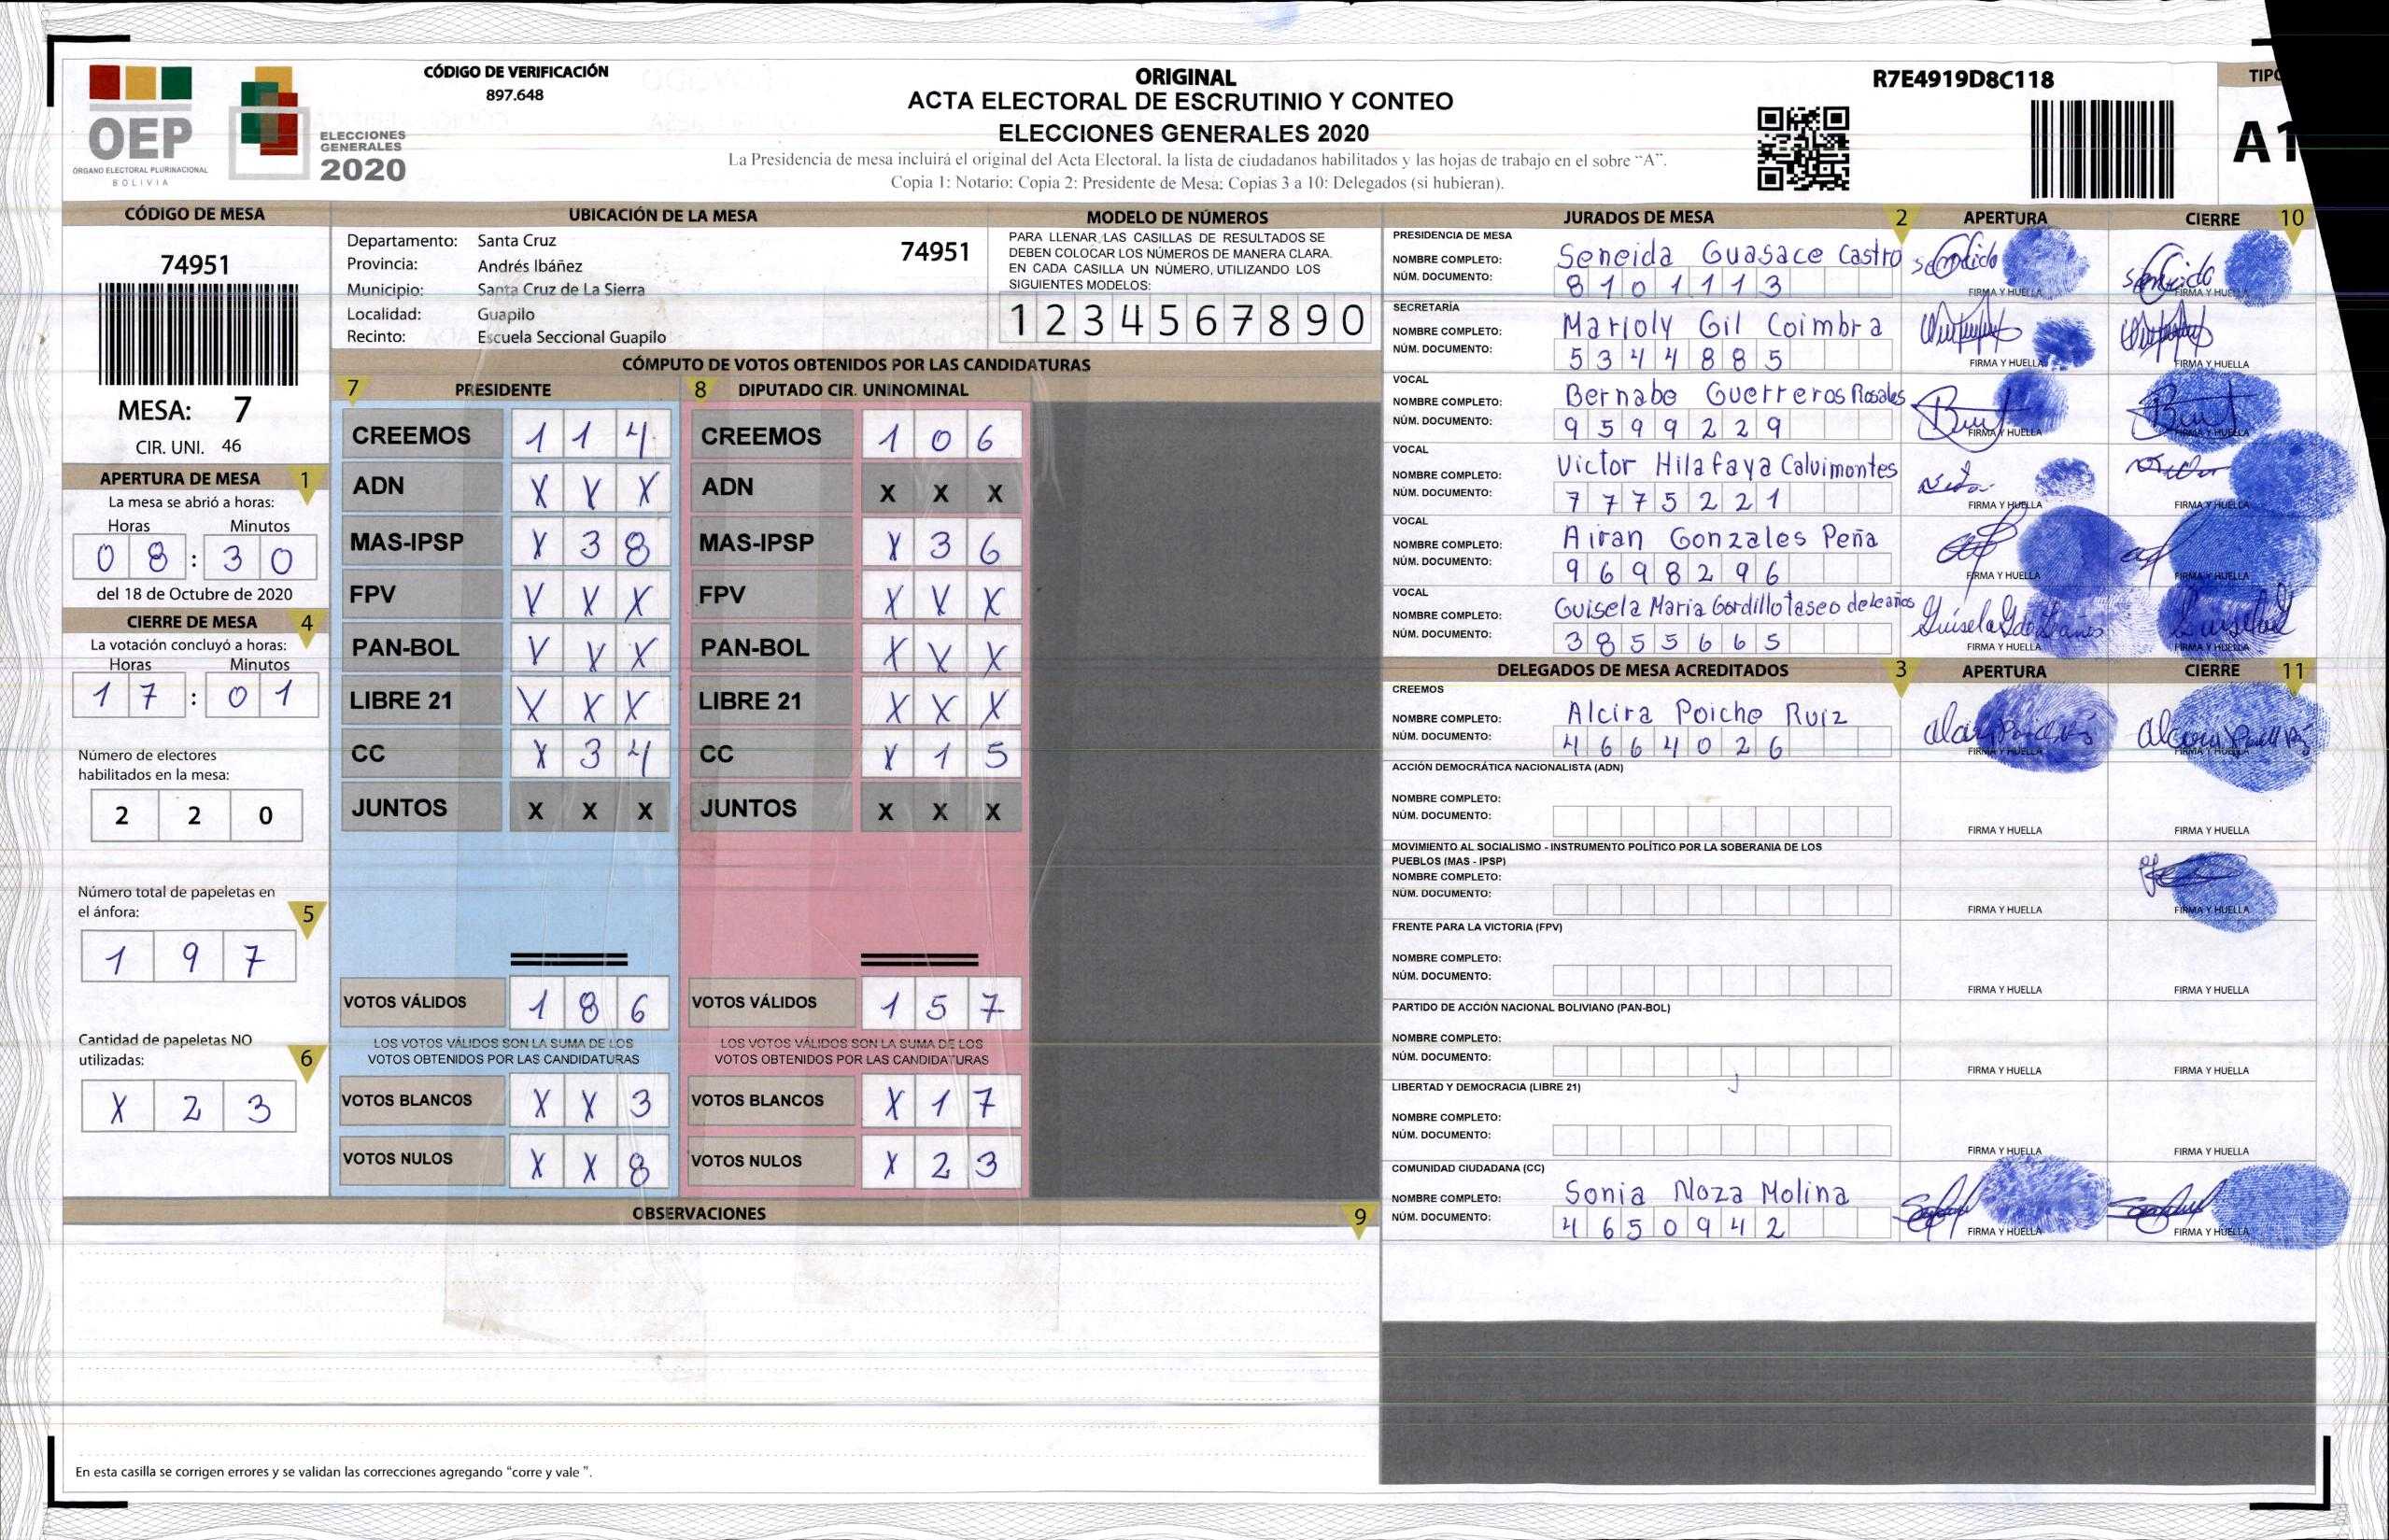 OEP
ÓRGANO ELECTORAL PLURINACIONAL
BOLIVIA
ELECCIONES
GENERALES
2020
CÓDIGO DE VERIFICACIÓN
897.648
ORIGINAL
ACTA ELECTORAL DE ESCRUTINIO Y CONTEO
ELECCIONES GENERALES 2020
La Presidencia de mesa incluirá el original del Acta Electoral, la lista de ciudadanos habilitados y las hojas de trabajo en el sobre "A".
Copia 1: Notario; Copia 2: Presidente de Mesa; Copias 3 a 10: Delegados (si hubieran).
R7E4919D8C118
A1
CÓDIGO DE MESA
74951
MESA: 7
CIR. UNI. 46
APERTURA DE MESA 1
La mesa se abrió a horas:
Horas Minutos
0 8 : 3 0
del 18 de Octubre de 2020
CIERRE DE MESA 4
La votación concluyó a horas:
Horas Minutos
1 7 : 0 1
Número de electores
habilitados en la mesa:
2 2 0
Número total de papeletas en
el ánfora:
5
1 9 7
Cantidad de papeletas NO
utilizadas:
6
X 2 3
UBICACIÓN DE LA MESA
Departamento: Santa Cruz
74951
Provincia: Andrés Ibáñez
Municipio: Santa Cruz de La Sierra
Localidad: Guapilo
Recinto: Escuela Seccional Guapilo
MODELO DE NÚMEROS
PARA LLENAR LAS CASILLAS DE RESULTADOS SE
DEBEN COLOCAR LOS NÚMEROS DE MANERA CLARA.
EN CADA CASILLA UN NÚMERO, UTILIZANDO LOS
SIGUIENTES MODELOS:
1 2 3 4 5 6 7 8 9 0
CÓMPUTO DE VOTOS OBTENIDOS POR LAS CANDIDATURAS
7 PRESIDENTE
CREEMOS 1 1 4
ADN X X X
MAS-IPSP X 3 8
FPV X X X
PAN-BOL X X X
LIBRE 21 X X X
CC X 3 4
JUNTOS X X X
VOTOS VÁLIDOS 1 8 6
LOS VOTOS VÁLIDOS SON LA SUMA DE LOS
VOTOS OBTENIDOS POR LAS CANDIDATURAS
VOTOS BLANCOS X X 3
VOTOS NULOS X X 8
8 DIPUTADO CIR. UNINOMINAL
CREEMOS 1 0 6
ADN X X X
MAS-IPSP X 3 6
FPV X X X
PAN-BOL X X X
LIBRE 21 X X X
CC X 1 5
JUNTOS X X X
VOTOS VÁLIDOS 1 5 7
LOS VOTOS VÁLIDOS SON LA SUMA DE LOS
VOTOS OBTENIDOS POR LAS CANDIDATURAS
VOTOS BLANCOS X 1 7
VOTOS NULOS X 2 3
OBSERVACIONES 9
En esta casilla se corrigen errores y se validan las correcciones agregando "corre y vale".
JURADOS DE MESA 2 APERTURA CIERRE 10
PRESIDENCIA DE MESA
NOMBRE COMPLETO: Seneida Guasace Castro
NÚM. DOCUMENTO: 8 1 0 1 1 1 3
FIRMA Y HUELLA FIRMA Y HUELLA
SECRETARÍA
NOMBRE COMPLETO: Marioly Gil Coimbra
NÚM. DOCUMENTO: 5 3 4 4 8 8 5
FIRMA Y HUELLA FIRMA Y HUELLA
VOCAL
NOMBRE COMPLETO: Bernabe Guerreros Rosales
NÚM. DOCUMENTO: 9 5 9 9 2 2 9
FIRMA Y HUELLA FIRMA Y HUELLA
VOCAL
NOMBRE COMPLETO: Victor Hila faya Calvimontes
NÚM. DOCUMENTO: 7 7 7 5 2 2 1
FIRMA Y HUELLA FIRMA Y HUELLA
VOCAL
NOMBRE COMPLETO: Airan Gonzales Peña
NÚM. DOCUMENTO: 9 6 9 8 2 9 6
FIRMA Y HUELLA FIRMA Y HUELLA
VOCAL
NOMBRE COMPLETO: Guisela Maria Gordillo
NÚM. DOCUMENTO: 3 8 5 5 6 6 5
FIRMA Y HUELLA FIRMA Y HUELLA
DELEGADOS DE MESA ACREDITADOS 3 APERTURA CIERRE 11
CREEMOS
NOMBRE COMPLETO: Alcira Poiche Ruiz
NÚM. DOCUMENTO: 4 6 6 4 0 2 6
FIRMA Y HUELLA FIRMA Y HUELLA
ACCIÓN DEMOCRÁTICA NACIONALISTA (ADN)
NOMBRE COMPLETO:
NÚM. DOCUMENTO:
FIRMA Y HUELLA FIRMA Y HUELLA
MOVIMIENTO AL SOCIALISMO - INSTRUMENTO POLÍTICO POR LA SOBERANIA DE LOS
PUEBLOS (MAS - IPSP)
NOMBRE COMPLETO:
NÚM. DOCUMENTO:
FIRMA Y HUELLA FIRMA Y HUELLA
FRENTE PARA LA VICTORIA (FPV)
NOMBRE COMPLETO:
NÚM. DOCUMENTO:
FIRMA Y HUELLA FIRMA Y HUELLA
PARTIDO DE ACCIÓN NACIONAL BOLIVIANO (PAN-BOL)
NOMBRE COMPLETO:
NÚM. DOCUMENTO:
FIRMA Y HUELLA FIRMA Y HUELLA
LIBERTAD Y DEMOCRACIA (LIBRE 21)
NOMBRE COMPLETO:
NÚM. DOCUMENTO:
FIRMA Y HUELLA FIRMA Y HUELLA
COMUNIDAD CIUDADANA (CC)
NOMBRE COMPLETO: Sonia Noza Molina
NÚM. DOCUMENTO: 4 6 5 0 9 4 2
FIRMA Y HUELLA FIRMA Y HUELLA